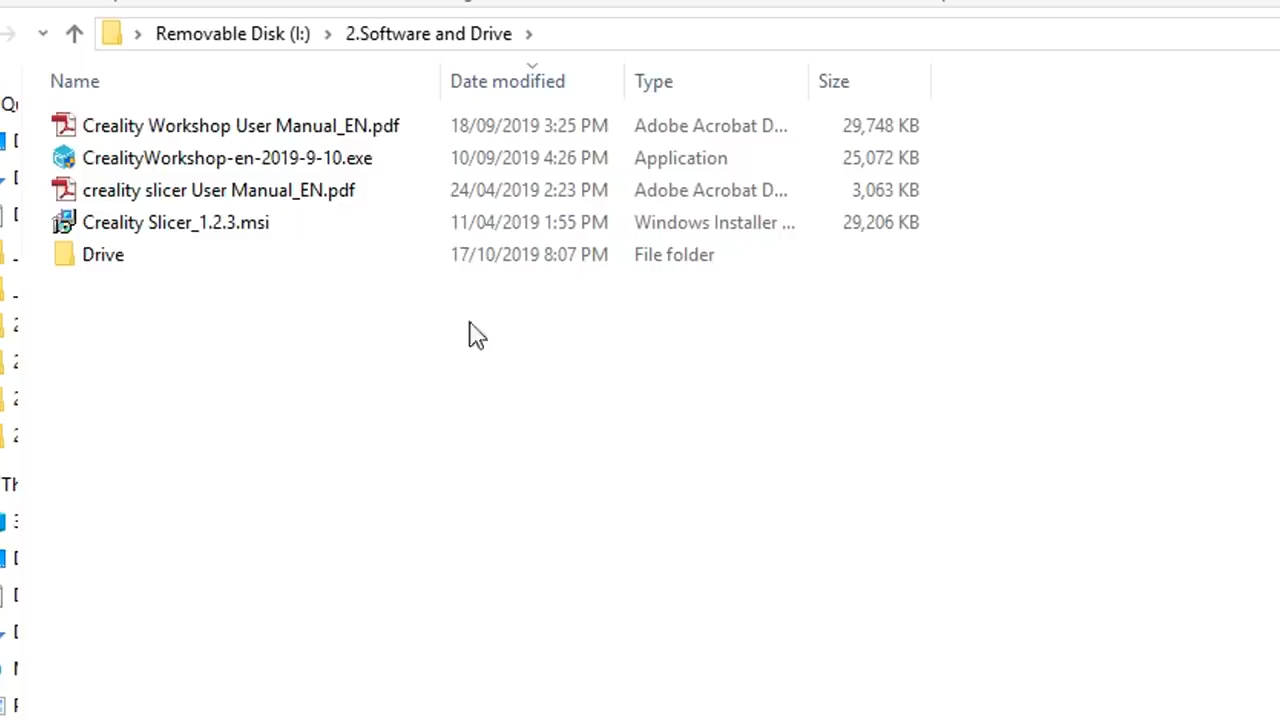 Removable Disk (I:) > 2.Software and Drive >
Name Date modified Type Size
Creality Workshop User Manual_EN.pdf 18/09/2019 3:25 PM Adobe Acrobat D... 29,748 KB
CrealityWorkshop-en-2019-9-10.exe 10/09/2019 4:26 PM Application 25,072 KB
creality slicer User Manual_EN.pdf 24/04/2019 2:23 PM Adobe Acrobat D... 3,063 KB
Creality Slicer_1.2.3.msi 11/04/2019 1:55 PM Windows Installer ... 29,206 KB
Drive 17/10/2019 8:07 PM File folder